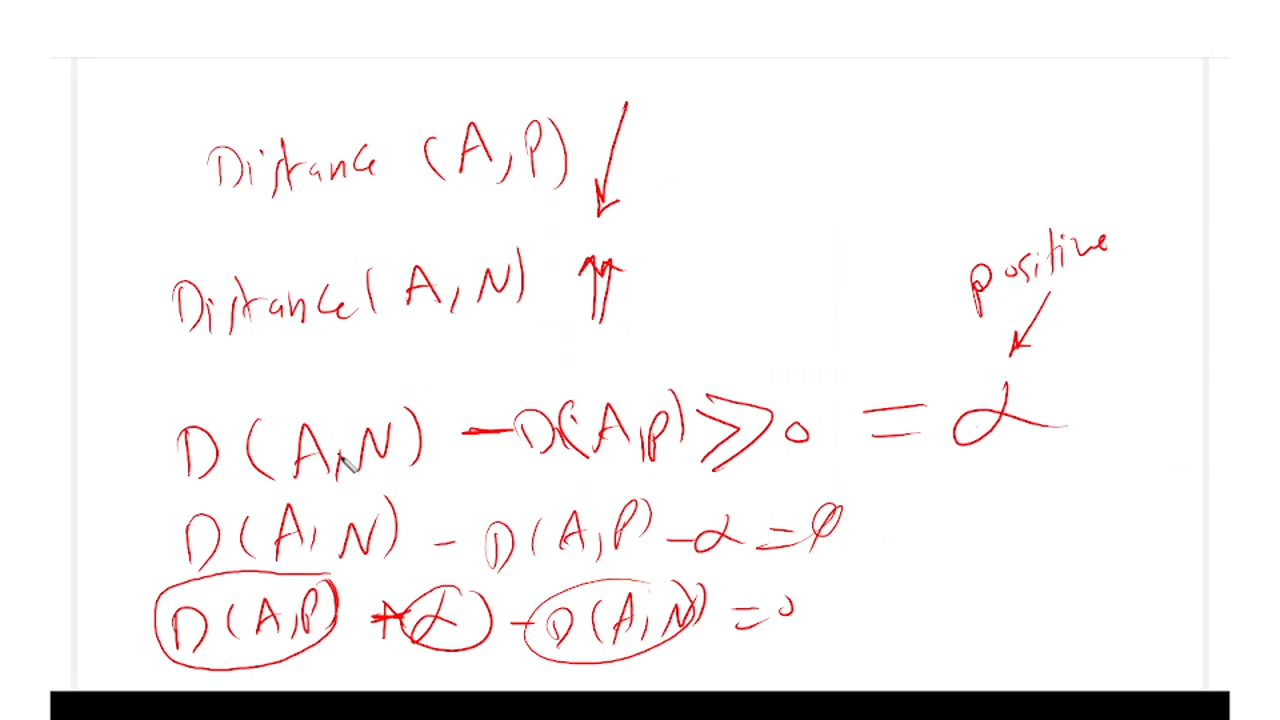 Distance (A,P) ↓
Distance (A,N) ↑↑
positive
D(A,N) - D(A,P) >> 0 = α
D(A,N) - D(A,P) - α = 0
D(A,P) + α) - D(A,N) = 0